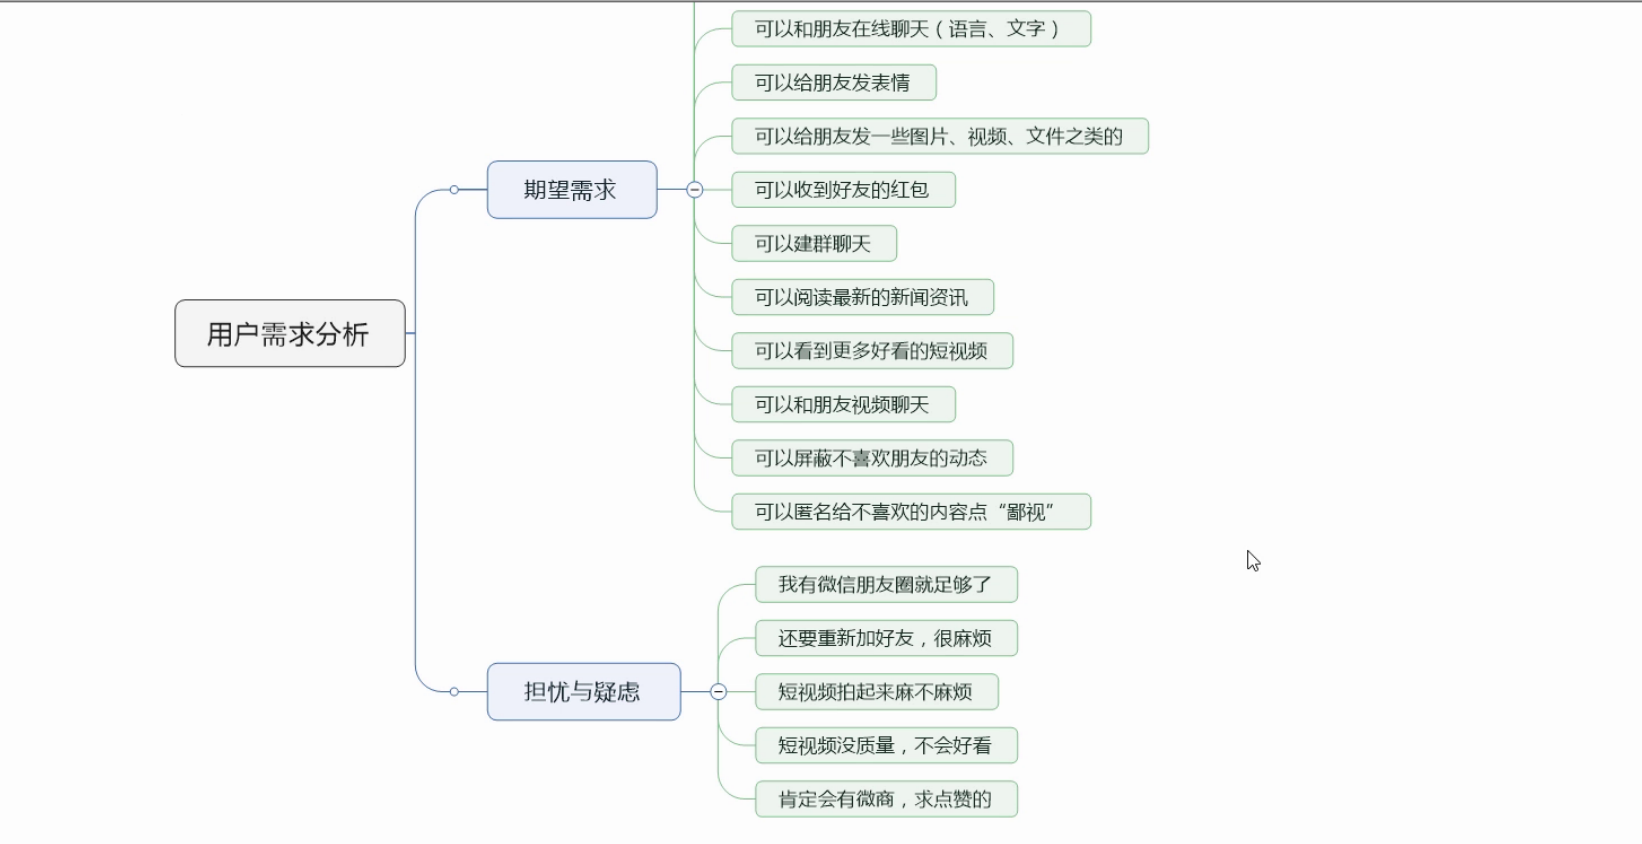 用户需求分析
期望需求
可以和朋友在线聊天（语言、文字）
可以给朋友发表情
可以给朋友发一些图片、视频、文件之类的
可以收到好友的红包
可以建群聊天
可以阅读最新的新闻资讯
可以看到更多好看的短视频
可以和朋友视频聊天
可以屏蔽不喜欢朋友的动态
可以匿名给不喜欢的内容点“鄙视”
担忧与疑虑
我有微信朋友圈就足够了
还要重新加好友，很麻烦
短视频拍起来麻不麻烦
短视频没质量，不会好看
肯定会有微商，求点赞的